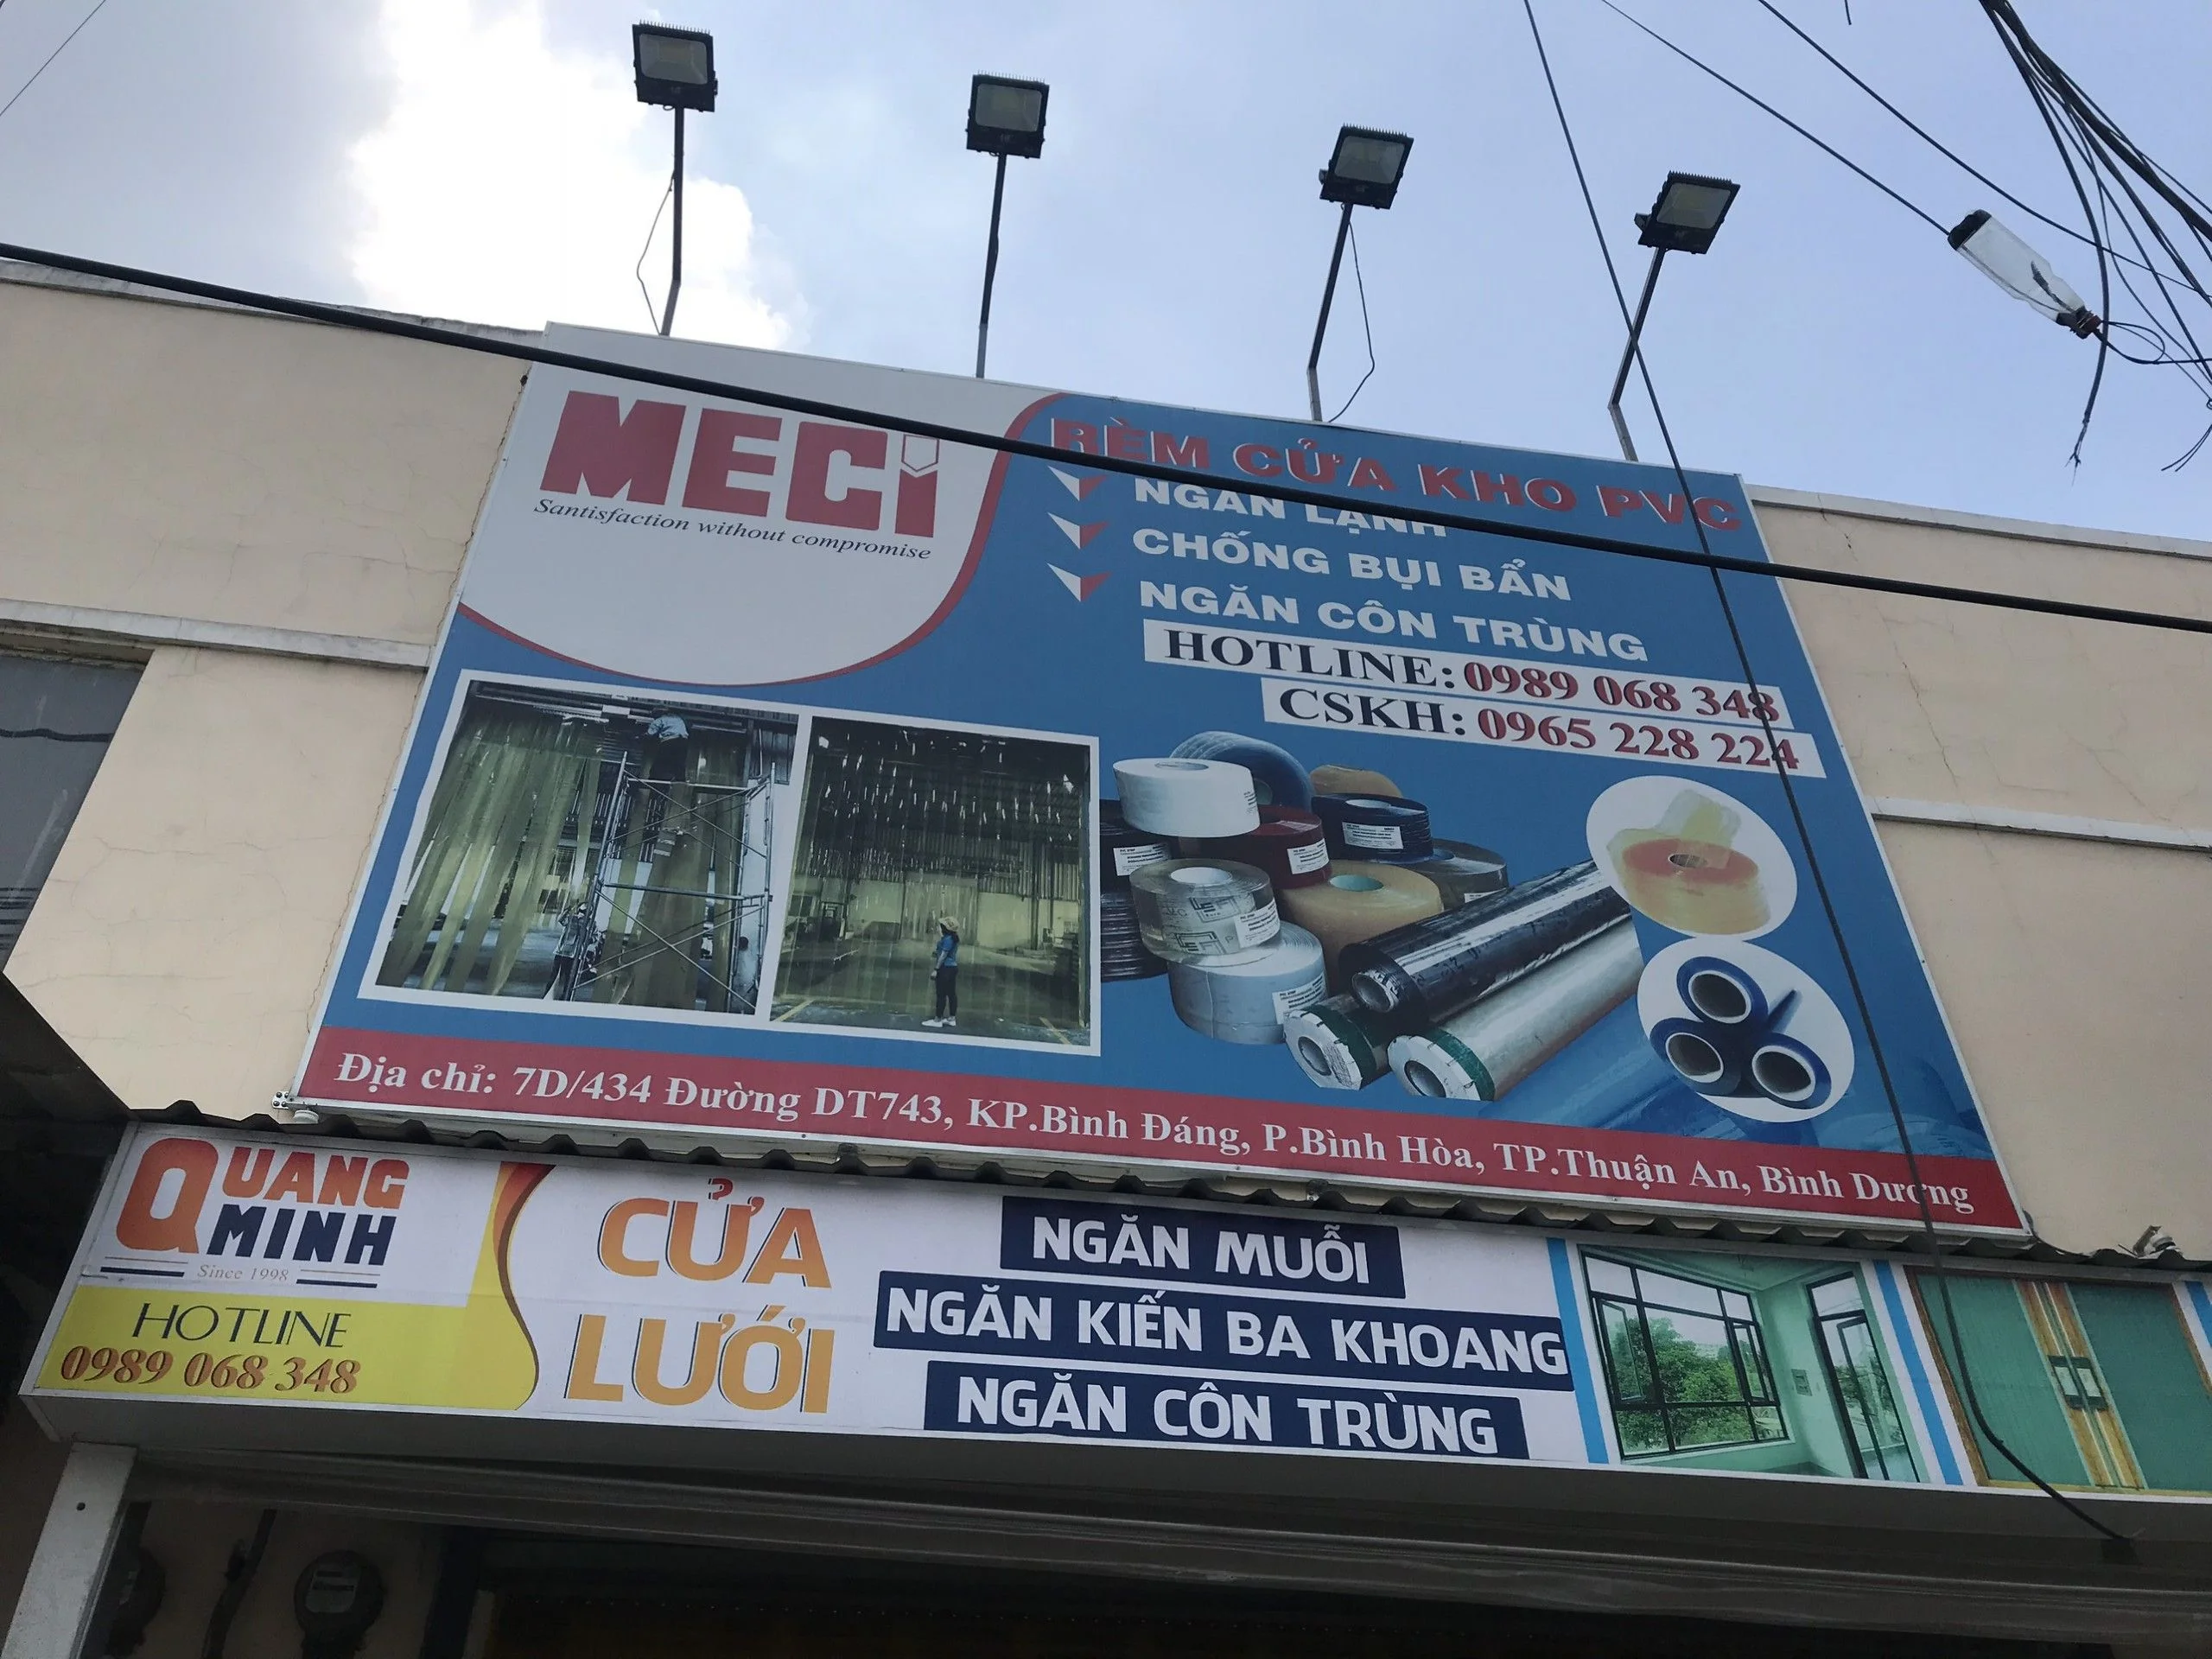 MECI
Santisfaction without compromise
RÈM CỬA KHO PVC
NGĂN LẠNH
CHỐNG BỤI BẨN
NGĂN CÔN TRÙNG
HOTLINE: 0989 068 348
CSKH: 0965 228 224
Địa chỉ: 7D/434 Đường DT743, KP.Bình Đáng, P.Bình Hòa, TP.Thuận An, Bình Dương
QUANG
MINH
Since 1998
HOTLINE
0989 068 348
CỬA
LƯỚI
NGĂN MUỖI
NGĂN KIẾN BA KHOANG
NGĂN CÔN TRÙNG